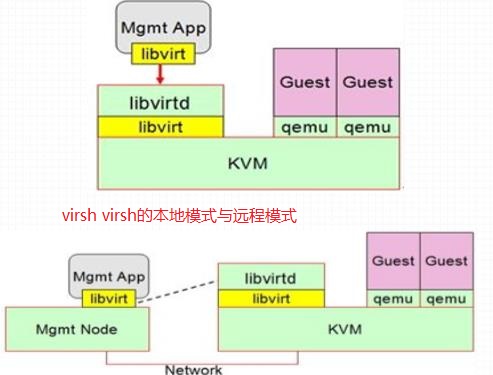 Mgmt App
libvirt
libvirtd
libvirt
Guest Guest
qemu qemu
KVM
virsh virsh的本地模式与远程模式
Mgmt App
libvirt
Mgmt Node
libvirtd
libvirt
Guest Guest
qemu qemu
KVM
Network